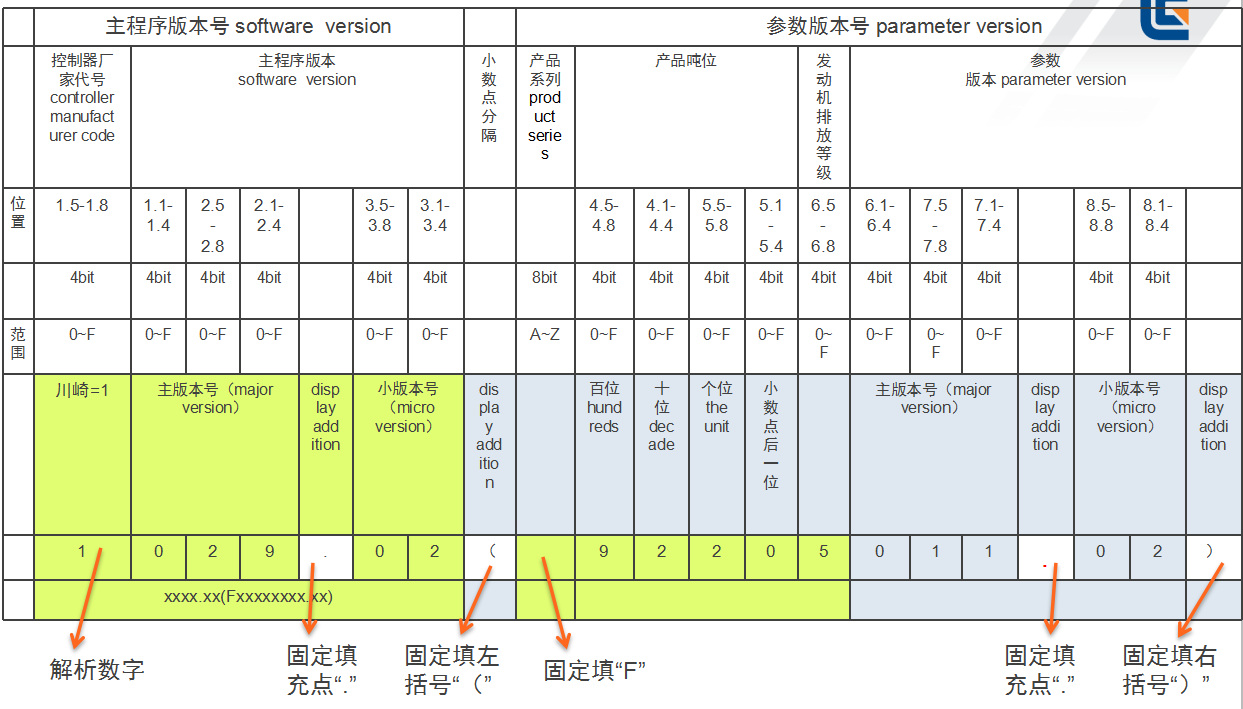 主程序版本号 software  version
参数版本号 parameter version
控制器厂
家代号
controller
manufact
urer code
主程序版本
software  version
小
数
点
分
隔
产品
系列
prod
uct
serie
s
产品吨位
发
动
机
排
放
等
级
参数
版本 parameter version
位
置
1.5-1.8
1.1-
1.4
2.5
-
2.8
2.1-
2.4
3.5-
3.8
3.1-
3.4
4.5-
4.8
4.1-
4.4
5.5-
5.8
5.1
-
5.4
6.5
-
6.8
6.1-
6.4
7.5
-
7.8
7.1-
7.4
8.5-
8.8
8.1-
8.4
4bit
4bit
4bit
4bit
4bit
4bit
8bit
4bit
4bit
4bit
4bit
4bit
4bit
4bit
4bit
4bit
4bit
范
围
0~F
0~F
0~F
0~F
0~F
0~F
A~Z
0~F
0~F
0~F
0~F
0~
F
0~F
0~
F
0~F
0~F
0~F
川崎=1
主版本号（major
version）
disp
lay
add
ition
小版本号
（micro
version）
dis
pla
y
add
itio
n
百位
hund
reds
十
位
dec
ade
个位
the
unit
小
数
点
后
一
位
主版本号（major
version）
disp
lay
addi
tion
小版本号
（micro
version）
disp
lay
addi
tion
1
0
2
9
.
0
2
（
9
2
2
0
5
0
1
1
.
0
2
）
xxxx.xx(Fxxxxxxxx.xx)
解析数字
固定填
充点“.”
固定填左
括号“（”
固定填“F”
固定填
充点“.”
固定填右
括号“）”